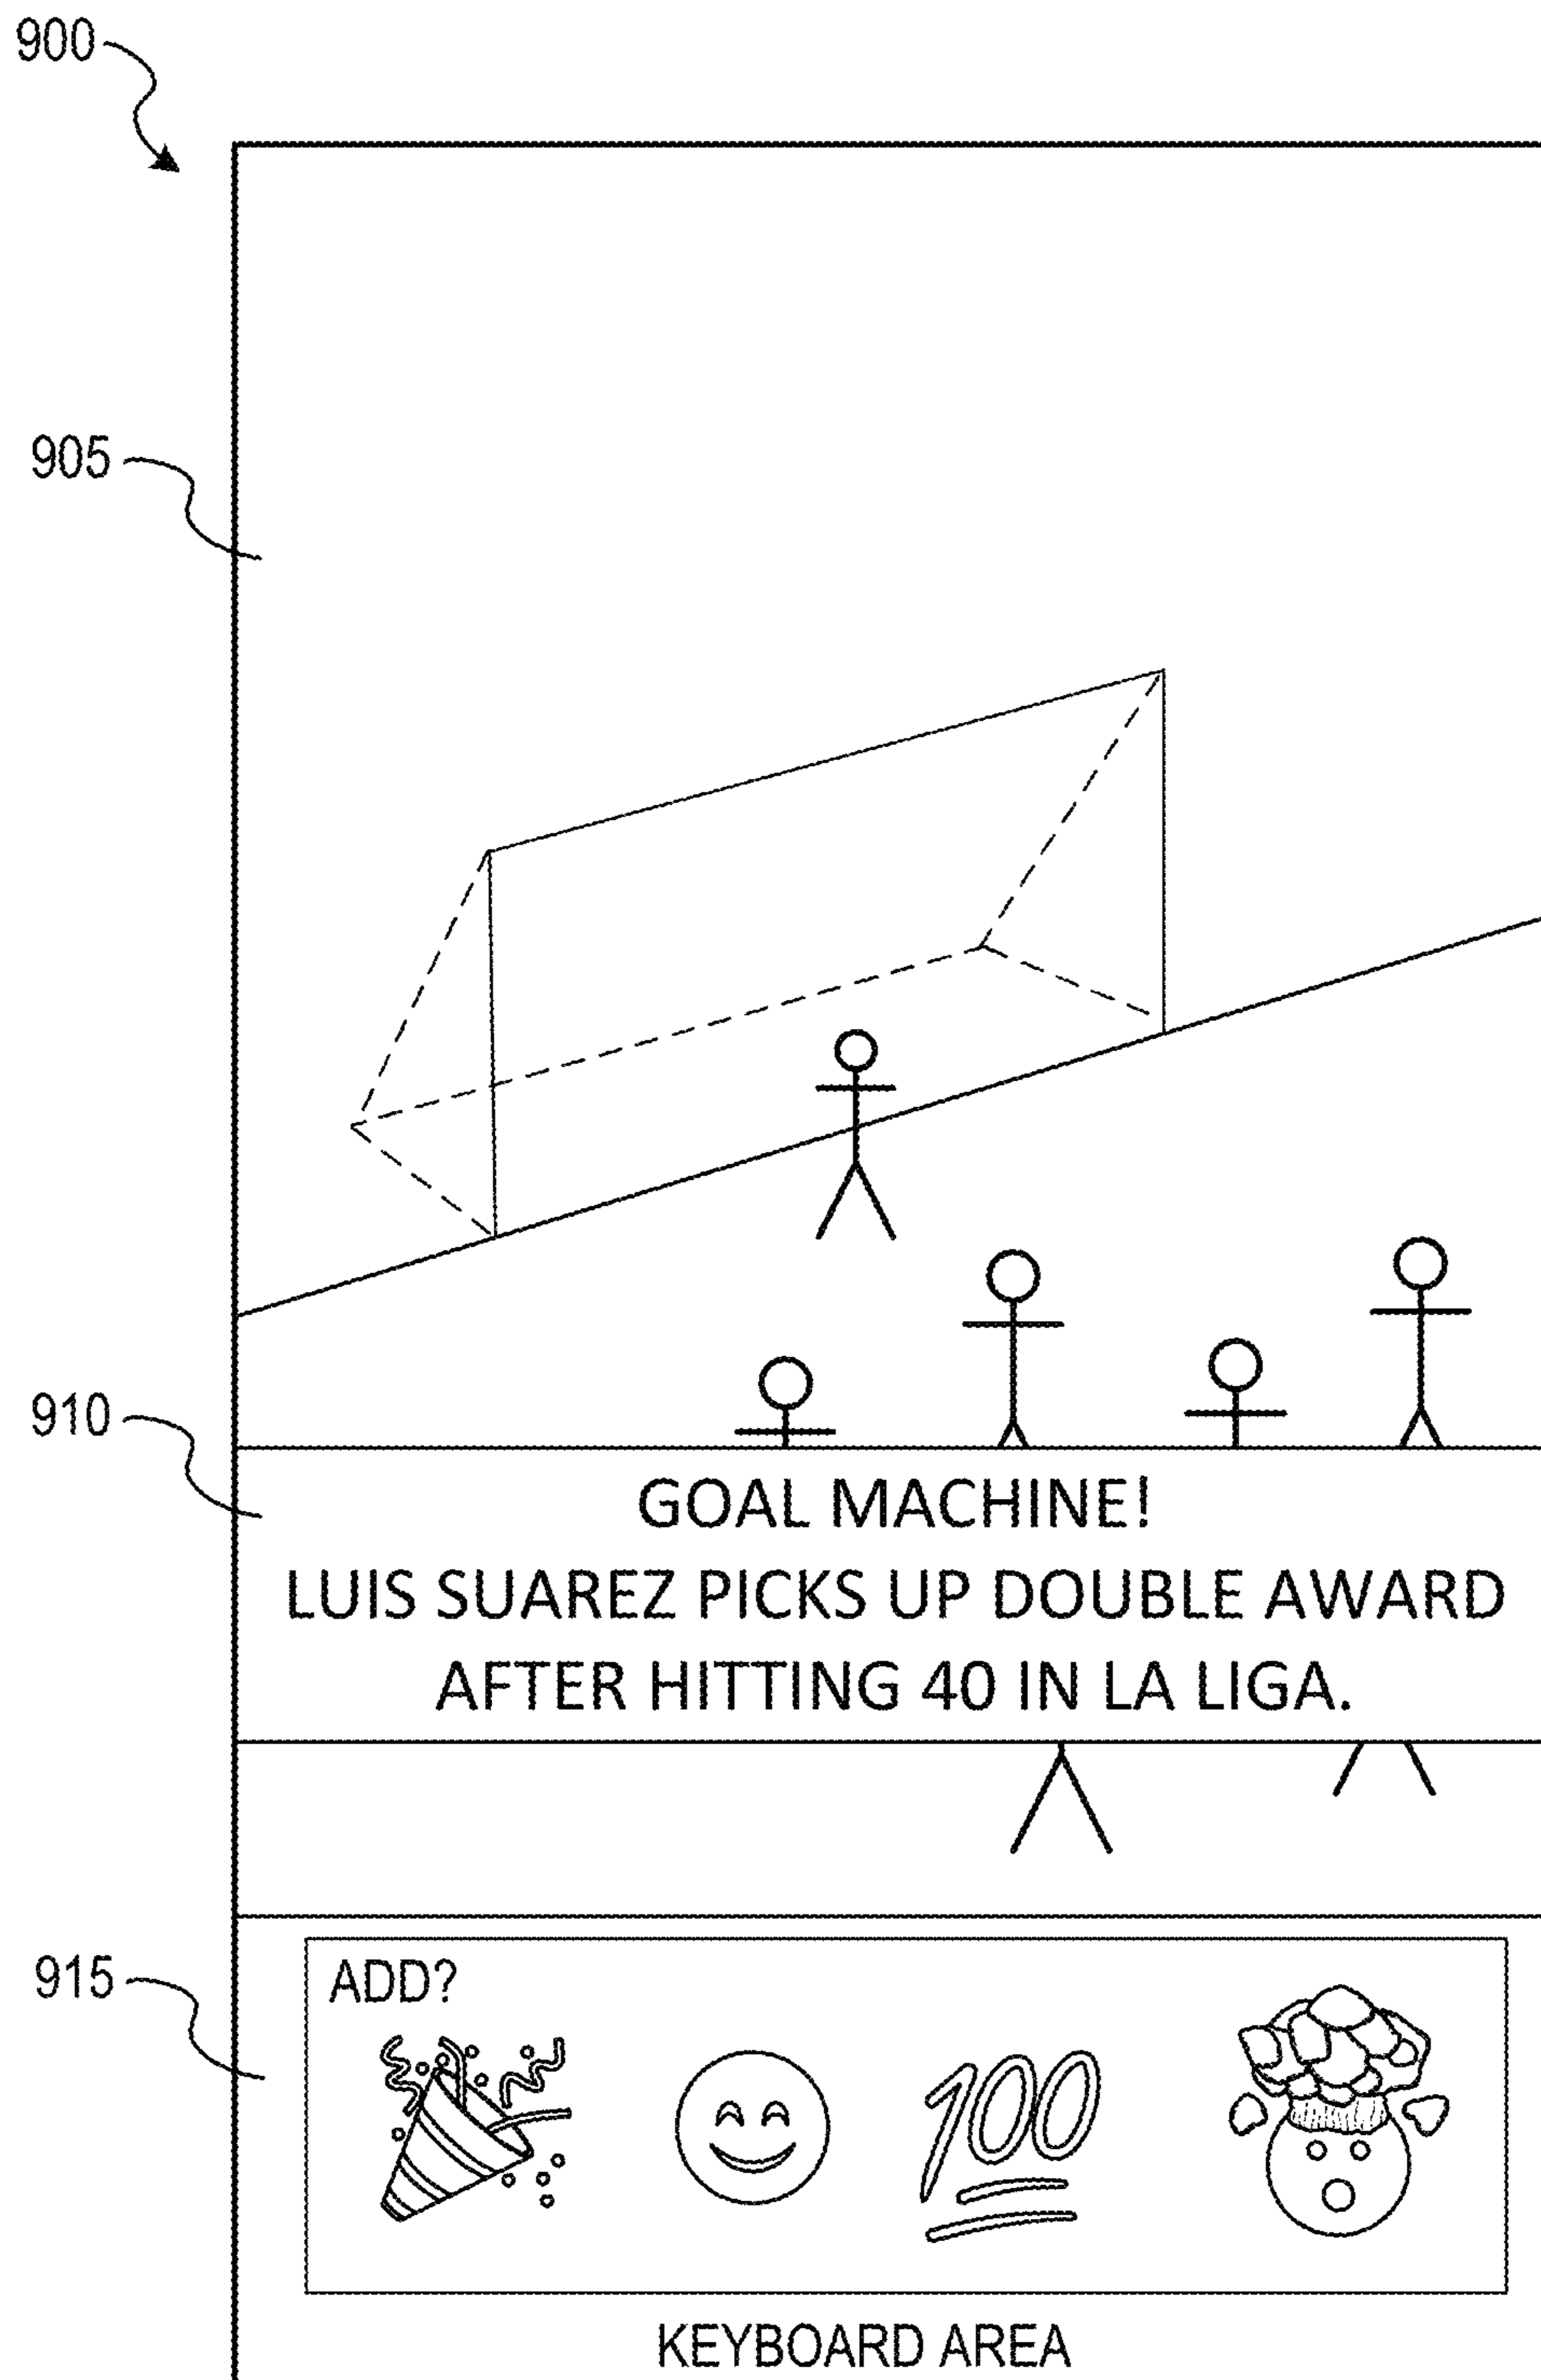 900
905
910
GOAL MACHINE!
LUIS SUAREZ PICKS UP DOUBLE AWARD
AFTER HITTING 40 IN LA LIGA.
915
ADD?
100
KEYBOARD AREA